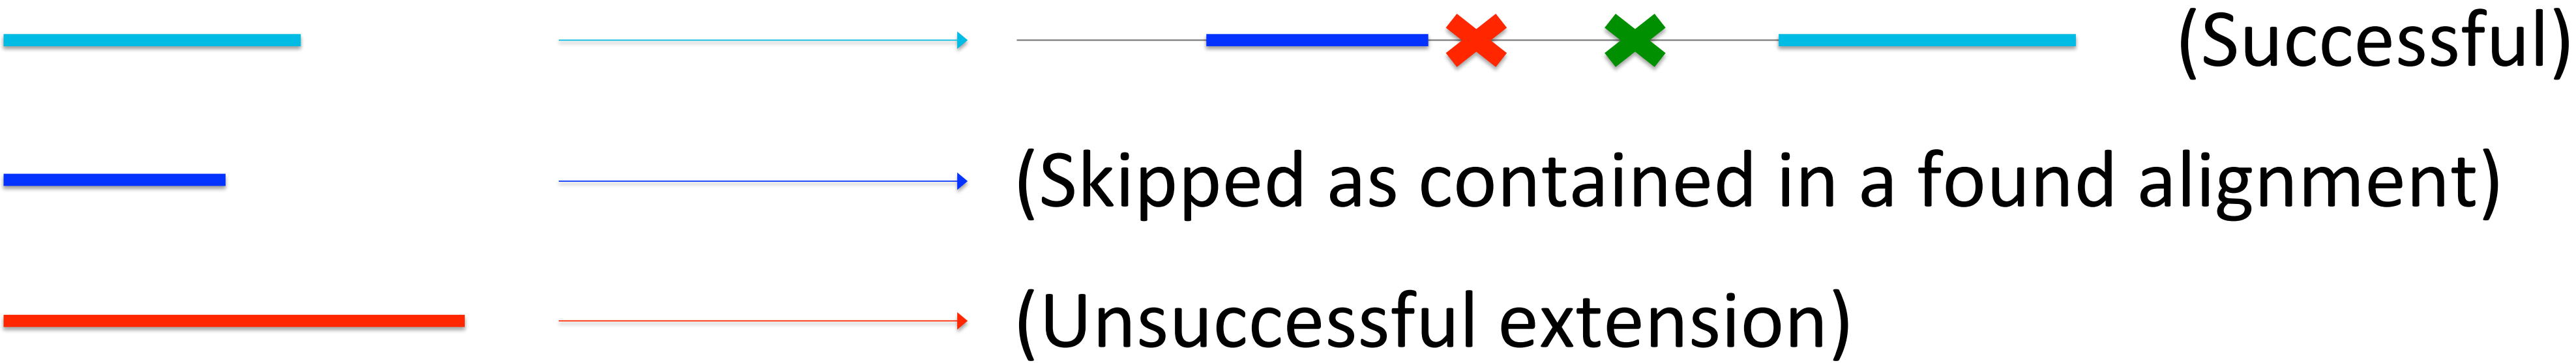 (Successful)
(Skipped as contained in a found alignment)
(Unsuccessful extension)